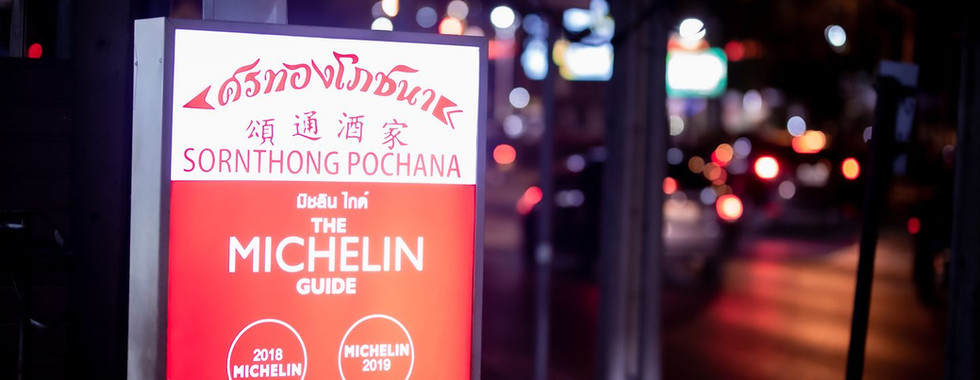 ศรทองโภชนา
頌通酒家
SORNTHONG POCHANA
มิชลิน ไกด์
THE
MICHELIN
GUIDE
2018
MICHELIN
MICHELIN
2019